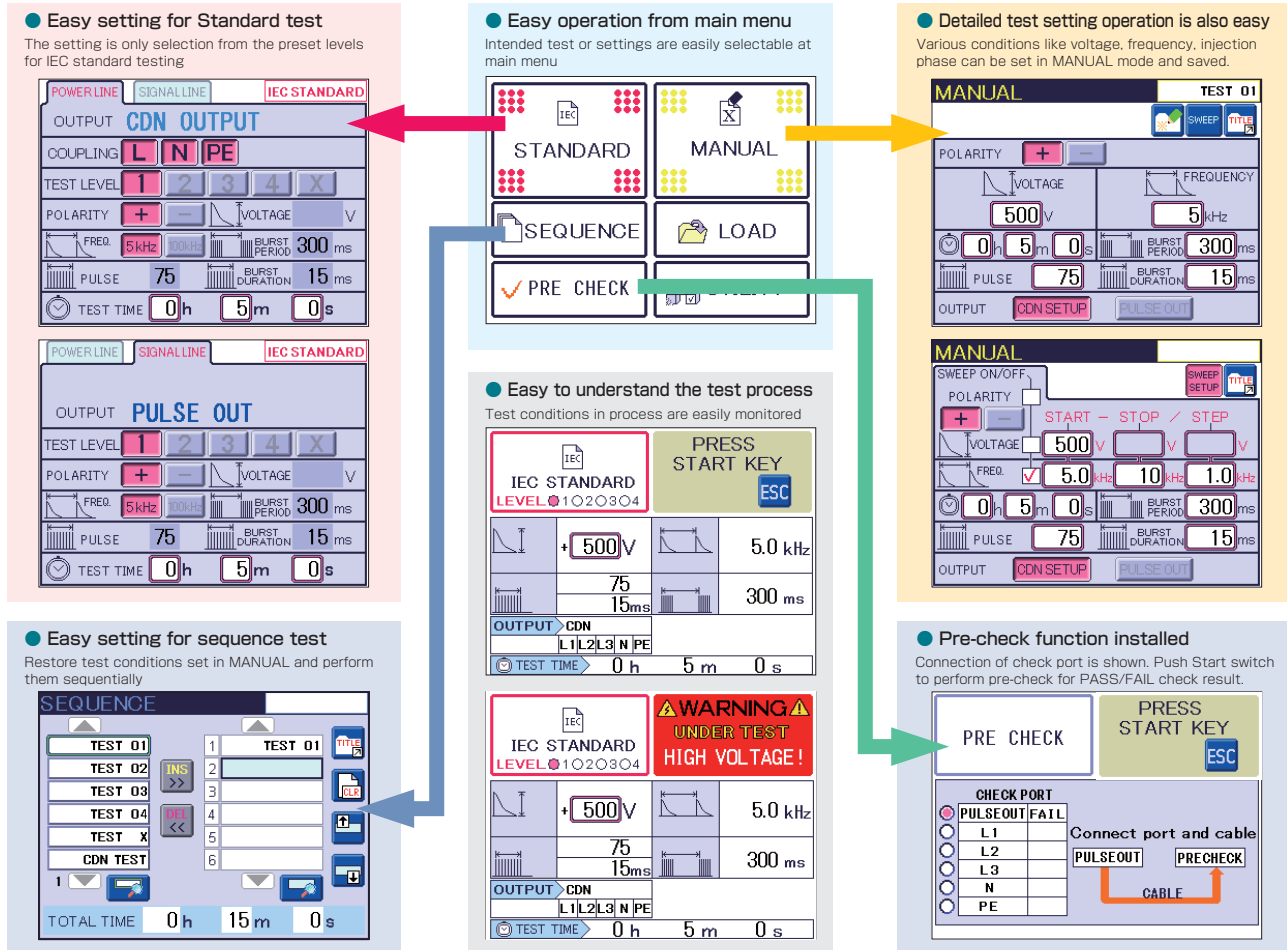 ● Easy setting for Standard test
The setting is only selection from the preset levels
for IEC standard testing
POWER LINE SIGNAL LINE IEC STANDARD
OUTPUT CDN OUTPUT
COUPLING L N PE
TEST LEVEL 1 2 3 4 X
POLARITY + − VOLTAGE V
FREQ. 5kHz 100kHz BURST PERIOD 300 ms
PULSE 75 BURST DURATION 15 ms
TEST TIME 0 h 5 m 0 s
POWER LINE SIGNAL LINE IEC STANDARD
OUTPUT PULSE OUT
TEST LEVEL 1 2 3 4 X
POLARITY + − VOLTAGE V
FREQ. 5kHz 100kHz BURST PERIOD 300 ms
PULSE 75 BURST DURATION 15 ms
TEST TIME 0 h 5 m 0 s
● Easy setting for sequence test
Restore test conditions set in MANUAL and perform
them sequentially
SEQUENCE
TEST 01 1 TEST 01 TITLE
TEST 02 INS >> 2
TEST 03 3 CLR
TEST 04 DEL << 4
TEST X 5
CDN TEST 6
1
TOTAL TIME 0 h 15 m 0 s
● Easy operation from main menu
Intended test or settings are easily selectable at
main menu
IEC X
STANDARD MANUAL
SEQUENCE LOAD
PRE CHECK
● Easy to understand the test process
Test conditions in process are easily monitored
IEC
IEC STANDARD
LEVEL 1 2 3 4
PRESS
START KEY
ESC
+ 500 V 5.0 kHz
75
15ms 300 ms
OUTPUT CDN
L1 L2 L3 N PE
TEST TIME 0 h 5 m 0 s
IEC
IEC STANDARD
LEVEL 1 2 3 4
WARNING
UNDER TEST
HIGH VOLTAGE!
+ 500 V 5.0 kHz
75
15ms 300 ms
OUTPUT CDN
L1 L2 L3 N PE
TEST TIME 0 h 5 m 0 s
● Detailed test setting operation is also easy
Various conditions like voltage, frequency, injection
phase can be set in MANUAL mode and saved.
MANUAL TEST 01
SWEEP TITLE
POLARITY + −
VOLTAGE FREQUENCY
500 V 5 kHz
0 h 5 m 0 s BURST PERIOD 300 ms
PULSE 75 BURST DURATION 15 ms
OUTPUT CDN SETUP PULSE OUT
MANUAL
SWEEP ON/OFF SWEEP SETUP TITLE
POLARITY
+ − START − STOP / STEP
VOLTAGE 500 V V V
FREQ. 5.0 kHz 10 kHz 1.0 kHz
0 h 5 m 0 s BURST PERIOD 300 ms
PULSE 75 BURST DURATION 15 ms
OUTPUT CDN SETUP PULSE OUT
● Pre-check function installed
Connection of check port is shown. Push Start switch
to perform pre-check for PASS/FAIL check result.
PRE CHECK
PRESS
START KEY
ESC
CHECK PORT
PULSEOUT FAIL
L1
L2
L3
N
PE
Connect port and cable
PULSEOUT PRECHECK
CABLE